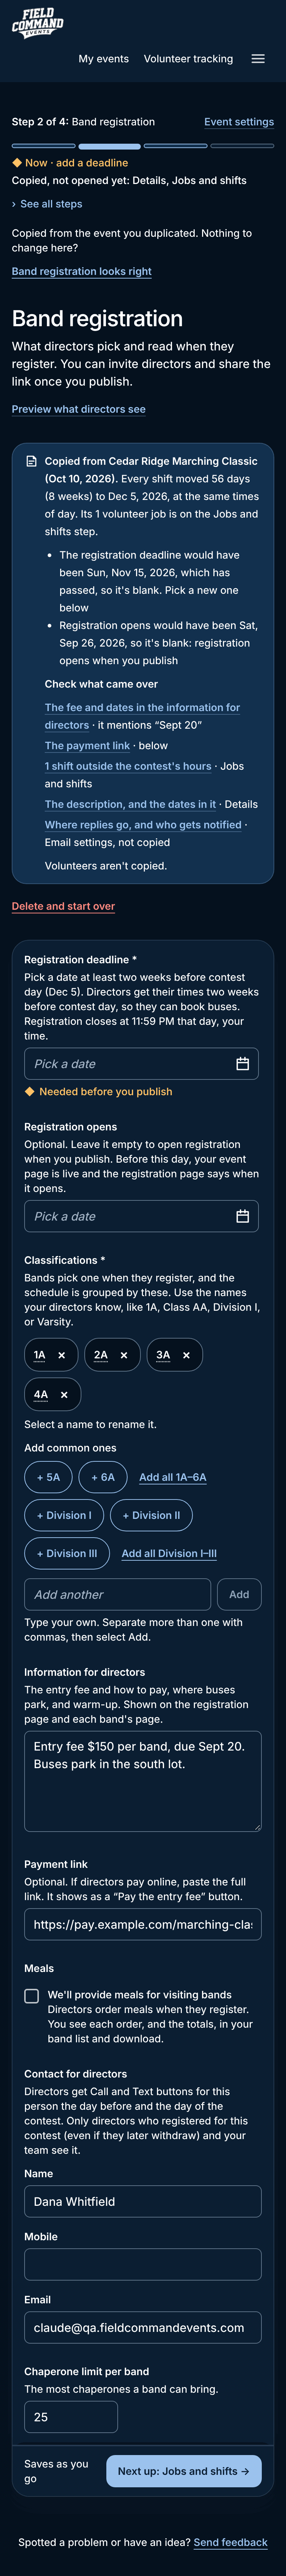 FIELD
COMMAND
EVENTS
My events Volunteer tracking
Step 2 of 4: Band registration Event settings
Now · add a deadline
Copied, not opened yet: Details, Jobs and shifts
› See all steps
Copied from the event you duplicated. Nothing to
change here?
Band registration looks right
Band registration
What directors pick and read when they
register. You can invite directors and share the
link once you publish.
Preview what directors see
Copied from Cedar Ridge Marching Classic
(Oct 10, 2026). Every shift moved 56 days
(8 weeks) to Dec 5, 2026, at the same times
of day. Its 1 volunteer job is on the Jobs and
shifts step.
• The registration deadline would have
been Sun, Nov 15, 2026, which has
passed, so it's blank. Pick a new one
below
• Registration opens would have been Sat,
Sep 26, 2026, so it's blank: registration
opens when you publish
Check what came over
The fee and dates in the information for
directors · it mentions “Sept 20”
The payment link · below
1 shift outside the contest's hours · Jobs
and shifts
The description, and the dates in it · Details
Where replies go, and who gets notified ·
Email settings, not copied
Volunteers aren't copied.
Delete and start over
Registration deadline *
Pick a date at least two weeks before contest
day (Dec 5). Directors get their times two weeks
before contest day, so they can book buses.
Registration closes at 11:59 PM that day, your
time.
Pick a date
Needed before you publish
Registration opens
Optional. Leave it empty to open registration
when you publish. Before this day, your event
page is live and the registration page says when
it opens.
Pick a date
Classifications *
Bands pick one when they register, and the
schedule is grouped by these. Use the names
your directors know, like 1A, Class AA, Division I,
or Varsity.
1A × 2A × 3A ×
4A ×
Select a name to rename it.
Add common ones
+ 5A + 6A Add all 1A–6A
+ Division I + Division II
+ Division III Add all Division I–III
Add another Add
Type your own. Separate more than one with
commas, then select Add.
Information for directors
The entry fee and how to pay, where buses
park, and warm-up. Shown on the registration
page and each band's page.
Entry fee $150 per band, due Sept 20.
Buses park in the south lot.
Payment link
Optional. If directors pay online, paste the full
link. It shows as a “Pay the entry fee” button.
https://pay.example.com/marching-clas
Meals
We'll provide meals for visiting bands
Directors order meals when they register.
You see each order, and the totals, in your
band list and download.
Contact for directors
Directors get Call and Text buttons for this
person the day before and the day of the
contest. Only directors who registered for this
contest (even if they later withdraw) and your
team see it.
Name
Dana Whitfield
Mobile
Email
claude@qa.fieldcommandevents.com
Chaperone limit per band
The most chaperones a band can bring.
25
Saves as you
go
Next up: Jobs and shifts →
Spotted a problem or have an idea? Send feedback